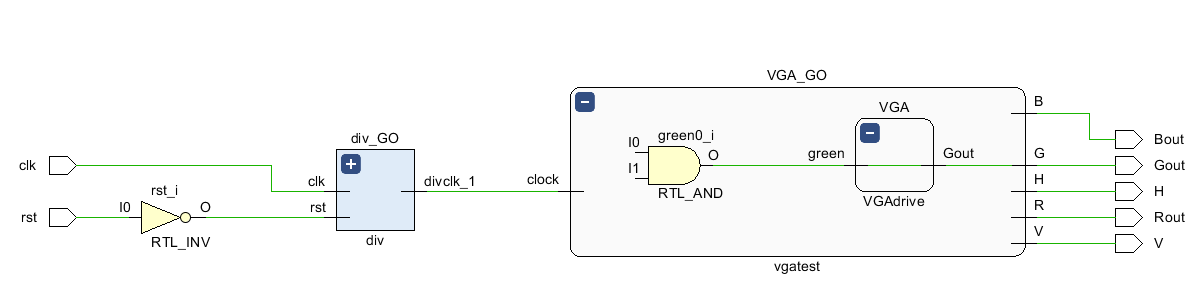 VGA_GO
B
VGA
div_GO
I0
green0_i
O
I1
green
Gout
G
Bout
Gout
clk
clk
divclk_1
clock
RTL_AND
VGAdrive
H
H
rst_i
I0
O
rst
rst
R
Rout
RTL_INV
div
V
V
vgatest